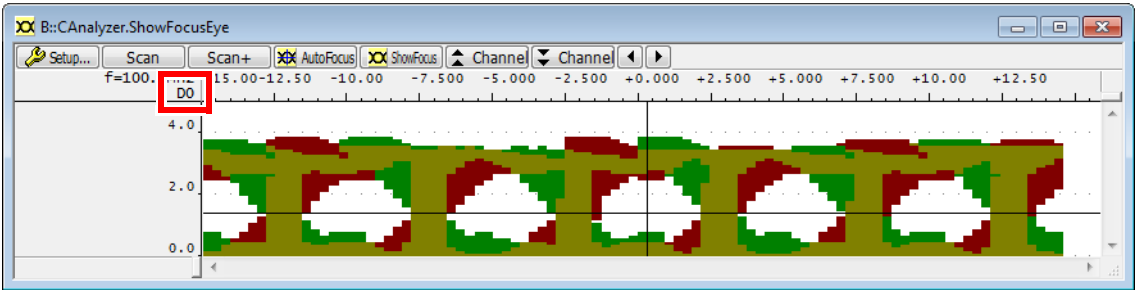 B::CAnalyzer.ShowFocusEye
Setup... Scan Scan+ AutoFocus ShowFocus Channel Channel
f=100. 15.00-12.50 -10.00 -7.500 -5.000 -2.500 +0.000 +2.500 +5.000 +7.500 +10.00 +12.50
D0
4.0
2.0
0.0